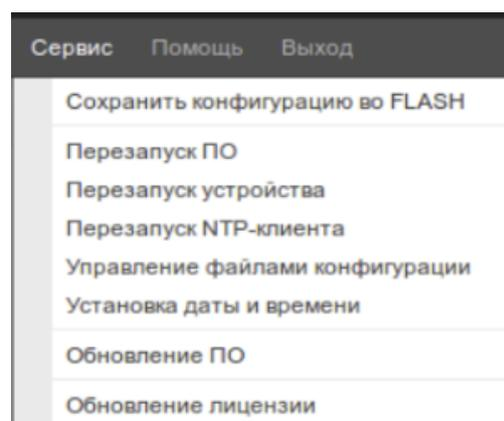 Сервис Помощь Выход
Сохранить конфигурацию во FLASH
Перезапуск ПО
Перезапуск устройства
Перезапуск NTP-клиента
Управление файлами конфигурации
Установка даты и времени
Обновление ПО
Обновление лицензии